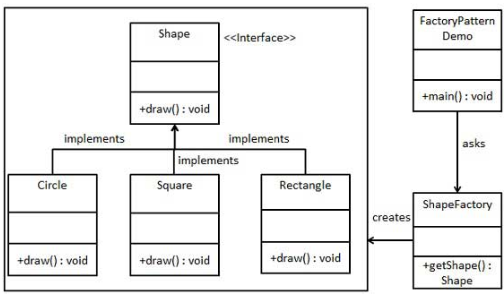 Shape
<<Interface>>
+draw() : void
implements
implements
implements
Circle
+draw() : void
Square
+draw() : void
Rectangle
+draw() : void
FactoryPattern
Demo
+main() : void
asks
creates
ShapeFactory
+getShape() :
Shape